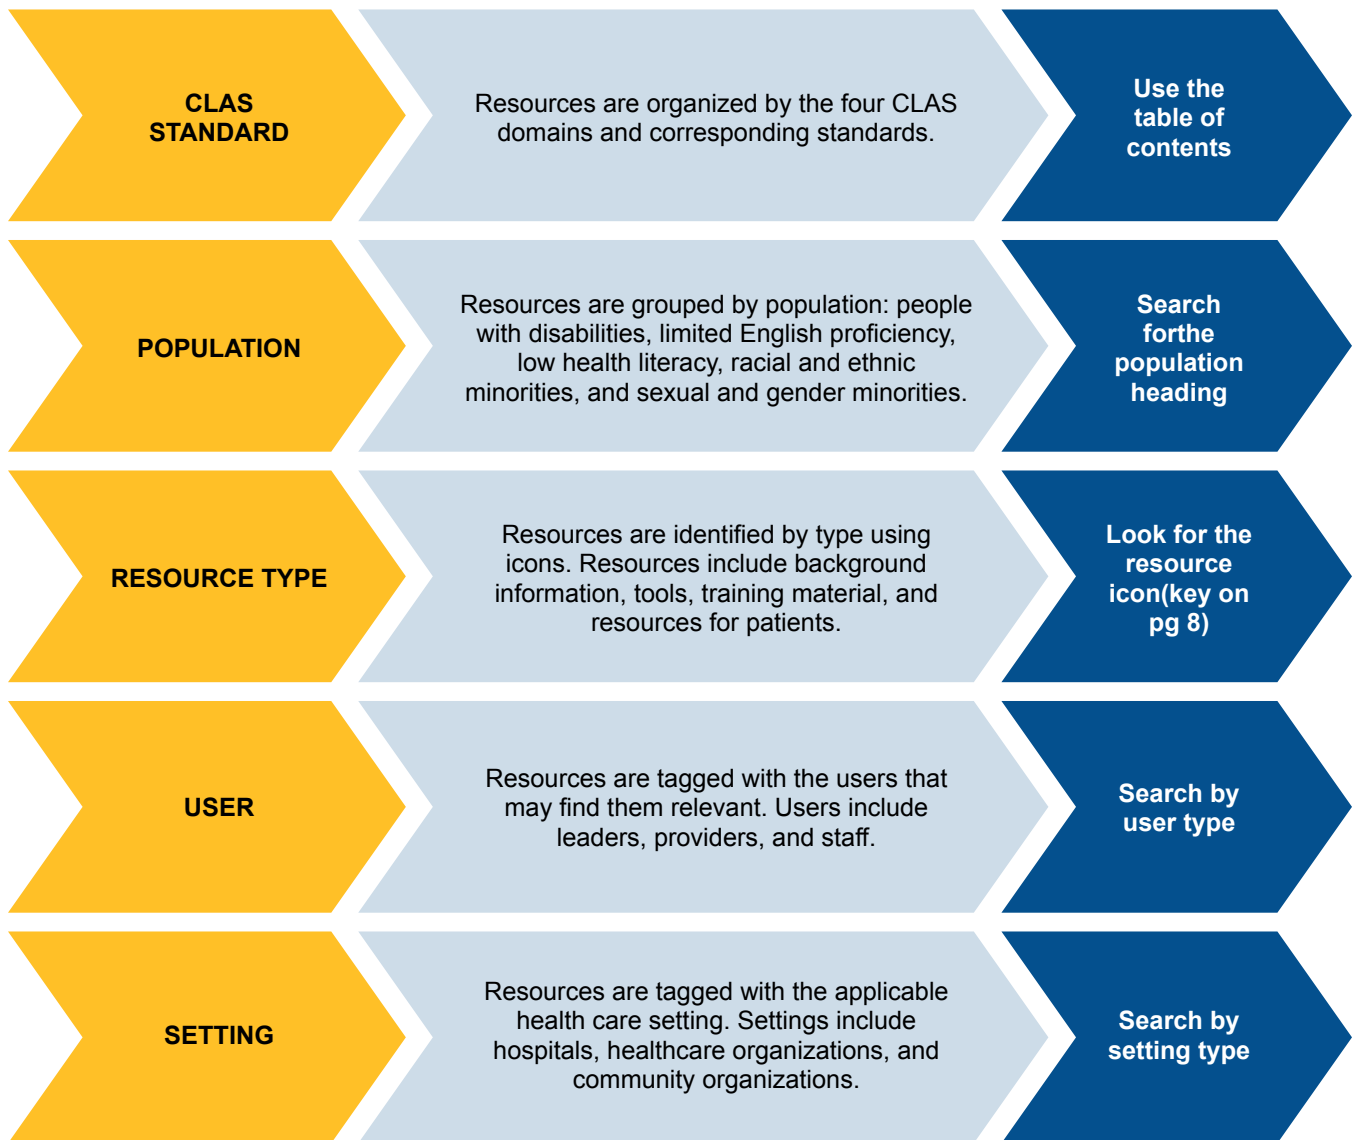 CLAS
STANDARD
Resources are organized by the four CLAS
domains and corresponding standards.
Use the
table of
contents
POPULATION
Resources are grouped by population: people
with disabilities, limited English proficiency,
low health literacy, racial and ethnic
minorities, and sexual and gender minorities.
Search
forthe
population
heading
RESOURCE TYPE
Resources are identified by type using
icons. Resources include background
information, tools, training material, and
resources for patients.
Look for the
resource
icon(key on
pg 8)
USER
Resources are tagged with the users that
may find them relevant. Users include
leaders, providers, and staff.
Search by
user type
SETTING
Resources are tagged with the applicable
health care setting. Settings include
hospitals, healthcare organizations, and
community organizations.
Search by
setting type